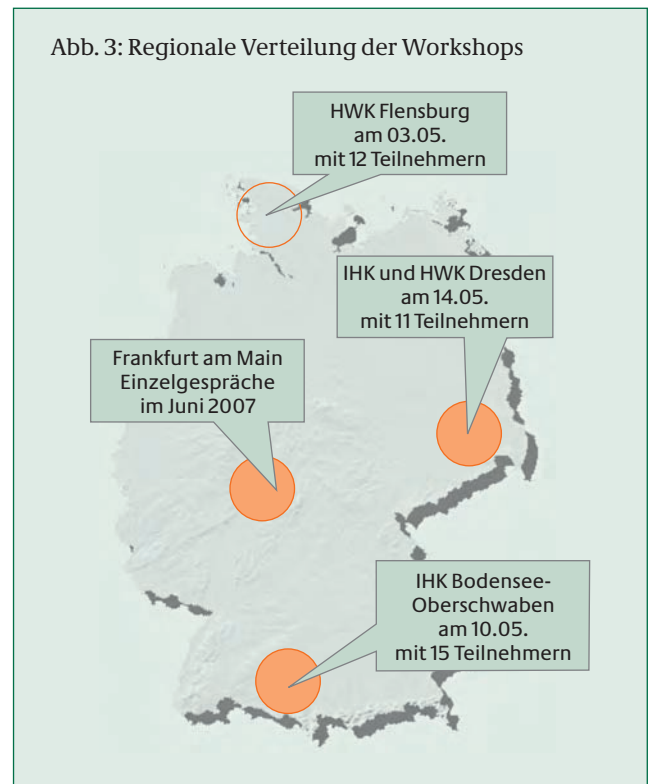 Abb. 3: Regionale Verteilung der Workshops
HWK Flensburg
am 03.05.
mit 12 Teilnehmern
IHK und HWK Dresden
am 14.05.
mit 11 Teilnehmern
Frankfurt am Main
Einzelgespräche
im Juni 2007
IHK Bodensee-
Oberschwaben
am 10.05.
mit 15 Teilnehmern